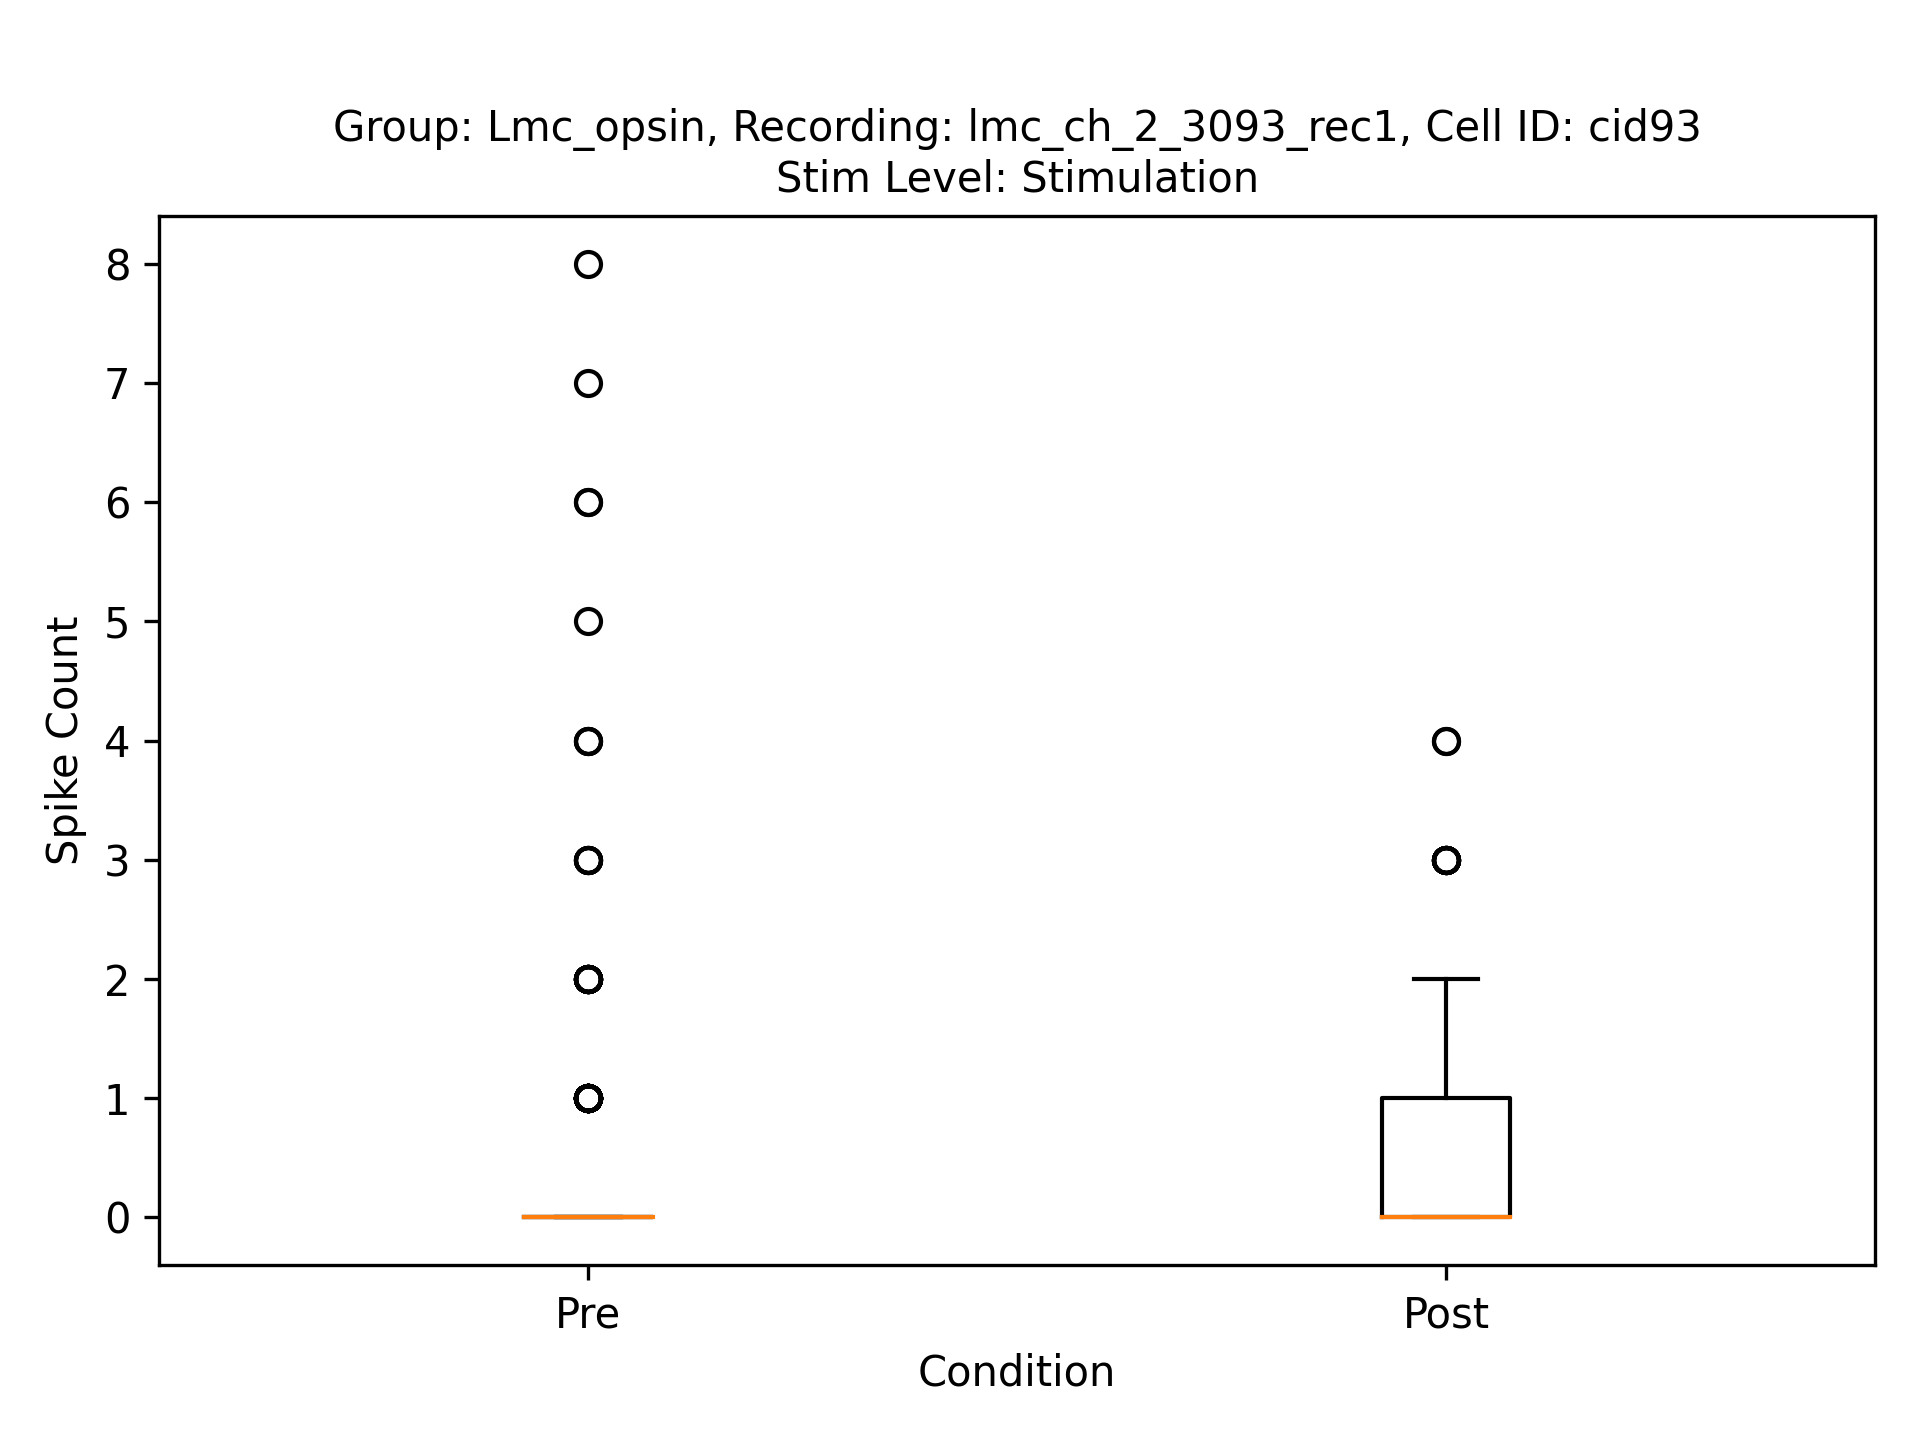 Group: Lmc_opsin, Recording: lmc_ch_2_3093_rec1, Cell ID: cid93
Stim Level: Stimulation
8
7
6
5
4
3
2
1
0
Spike Count
Pre
Post
Condition